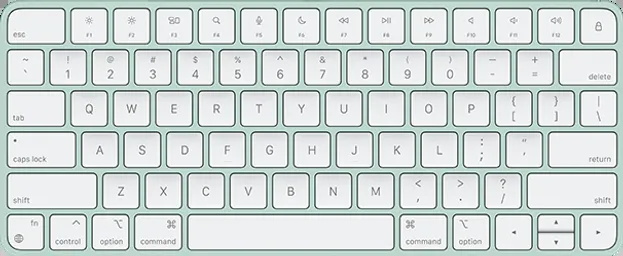 esc F1 F2 F3 F4 F5 F6 F7 F8 F9 F10 F11 F12
~ ! @ # $ % ^ & * ( ) — +
` 1 2 3 4 5 6 7 8 9 0 - = delete
tab Q W E R T Y U I O P { [ } ] | \
caps lock A S D F G H J K L : ; " ' return
shift Z X C V B N M < , > . ? / shift
fn control option command command option